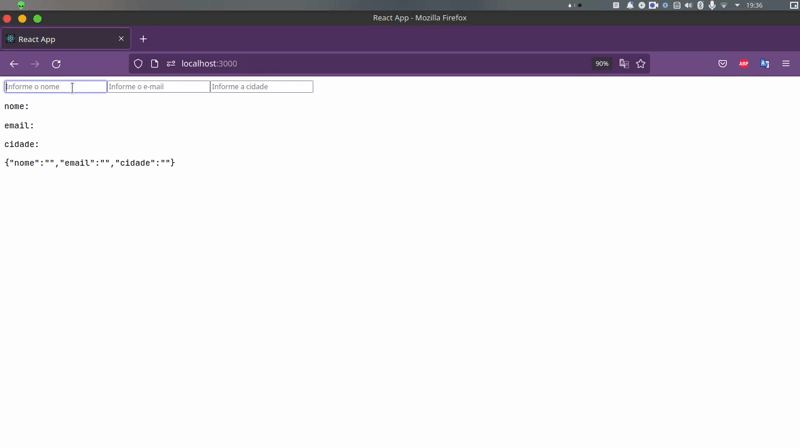 19:36
React App - Mozilla Firefox
React App
localhost:3000
90%
ABP
Informe o nome Informe o e-mail Informe a cidade
nome:
email:
cidade:
{"nome":"","email":"","cidade":""}